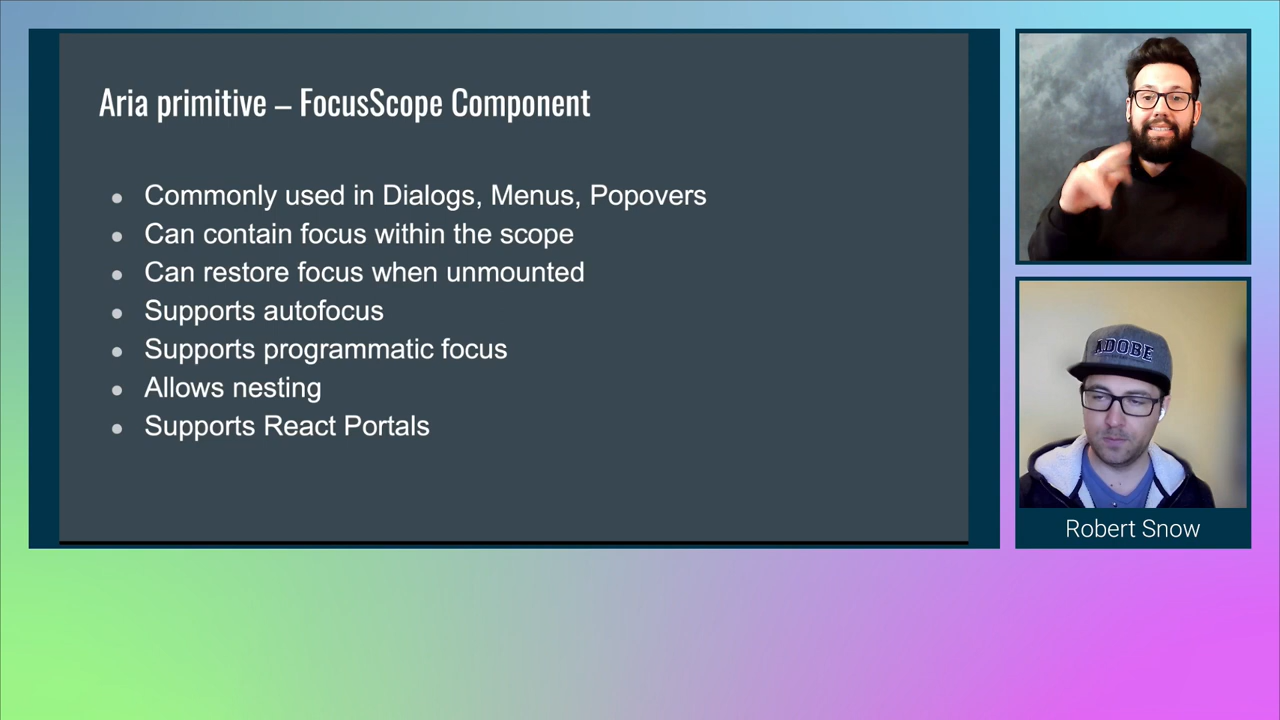 Aria primitive – FocusScope Component
Commonly used in Dialogs, Menus, Popovers
Can contain focus within the scope
Can restore focus when unmounted
Supports autofocus
Supports programmatic focus
Allows nesting
Supports React Portals
ADOBE
Robert Snow